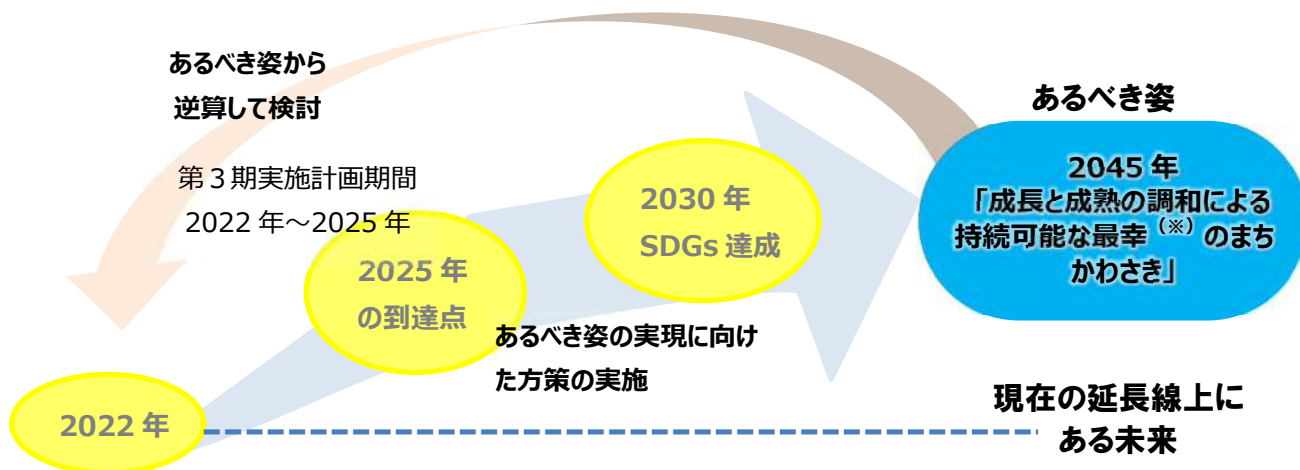 あるべき姿から
逆算して検討
第３期実施計画期間
2022 年～2025 年
あるべき姿
2045 年
「成長と成熟の調和による
持続可能な最幸（※）のまち
かわさき」
2030 年
SDGs 達成
2025 年
の到達点
あるべき姿の実現に向け
た方策の実施
2022 年
現在の延長線上に
ある未来